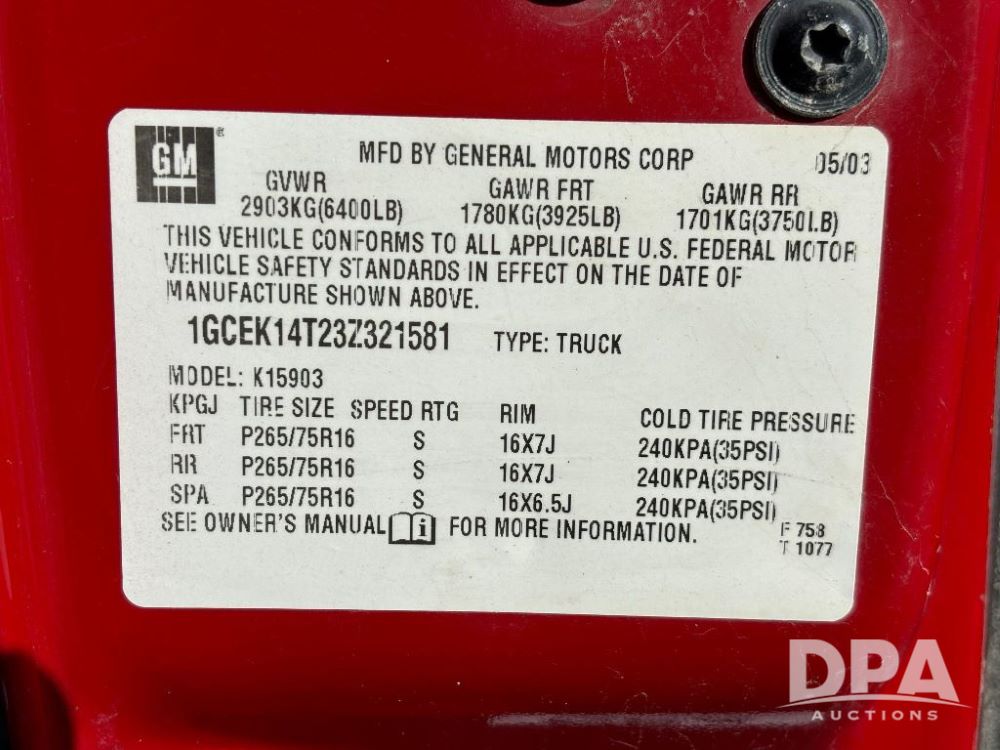 GM ®
MFD BY GENERAL MOTORS CORP 05/03
GVWR GAWR FRT GAWR RR
2903KG(6400LB) 1780KG(3925LB) 1701KG(3750LB)
THIS VEHICLE CONFORMS TO ALL APPLICABLE U.S. FEDERAL MOTOR
VEHICLE SAFETY STANDARDS IN EFFECT ON THE DATE OF
MANUFACTURE SHOWN ABOVE.
1GCEK14T23Z321581 TYPE: TRUCK
MODEL: K15903
KPGJ TIRE SIZE SPEED RTG RIM COLD TIRE PRESSURE
FRT P265/75R16 S 16X7J 240KPA(35PSI)
RR P265/75R16 S 16X7J 240KPA(35PSI)
SPA P265/75R16 S 16X6.5J 240KPA(35PSI)
SEE OWNER'S MANUAL i FOR MORE INFORMATION.
F 758
T 1077
DPA
AUCTIONS